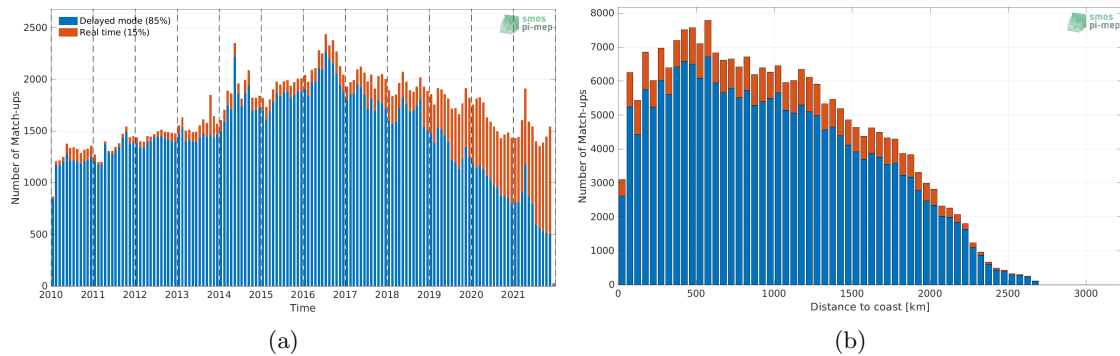 Delayed mode (85%)
Real time (15%)
smos
pi-mep
Number of Match-ups
2500
2000
1500
1000
500
0
2010 2011 2012 2013 2014 2015 2016 2017 2018 2019 2020 2021
Time
(a)
smos
pi-mep
Number of Match-ups
8000
7000
6000
5000
4000
3000
2000
1000
0
0 500 1000 1500 2000 2500 3000
Distance to coast [km]
(b)